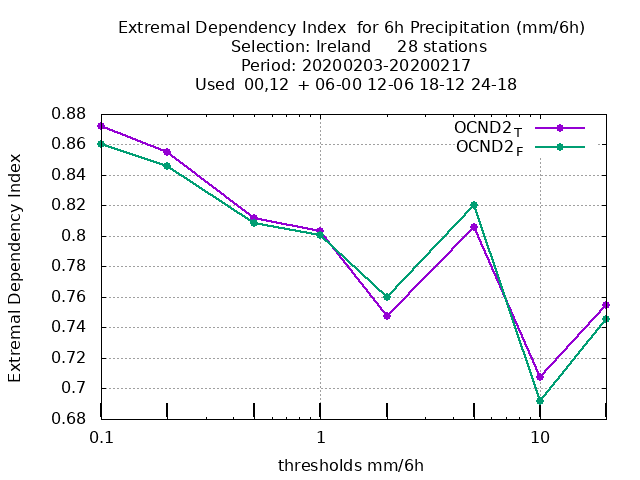 Extremal Dependency Index  for 6h Precipitation (mm/6h)
Selection: Ireland     28 stations
Period: 20200203-20200217
Used  00,12  + 06-00 12-06 18-12 24-18
OCND2T
OCND2F
Extremal Dependency Index
0.88
0.86
0.84
0.82
0.8
0.78
0.76
0.74
0.72
0.7
0.68
0.1 1 10
thresholds mm/6h